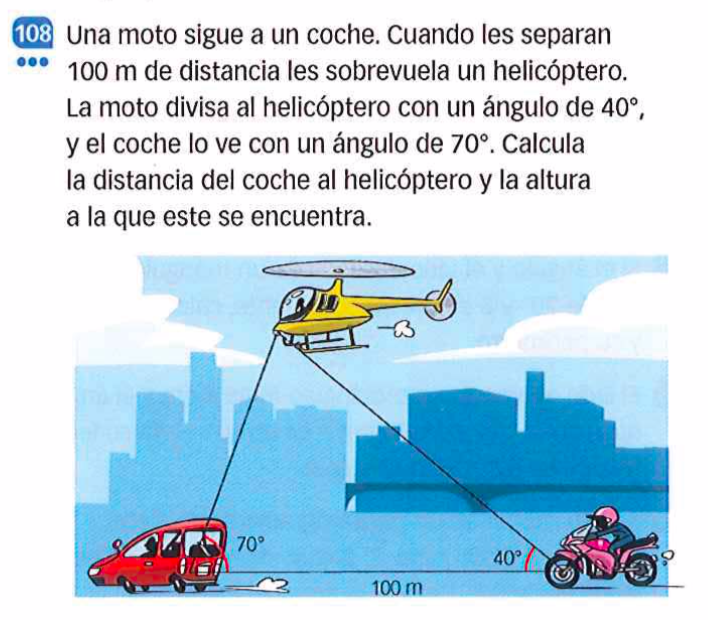 108 Una moto sigue a un coche. Cuando les separan
100 m de distancia les sobrevuela un helicóptero.
La moto divisa al helicóptero con un ángulo de 40°,
y el coche lo ve con un ángulo de 70°. Calcula
la distancia del coche al helicóptero y la altura
a la que este se encuentra.
70°
40°
100 m